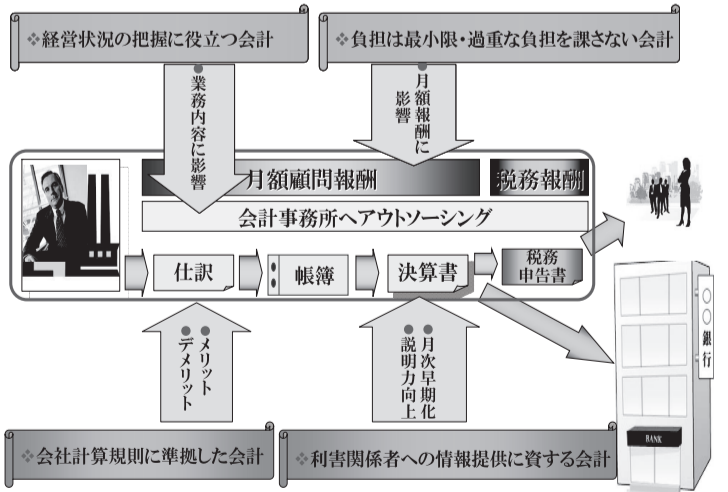 ❖経営状況の把握に役立つ会計
❖負担は最小限・過重な負担を課さない会計
●業務内容に影響
●月額報酬に
影響
月額顧問報酬
税務報酬
会計事務所へアウトソーシング
仕訳
帳簿
決算書
税務
申告書
○○銀行
BANK
●メリット
●デメリット
●月次早期化
●説明力向上
❖会社計算規則に準拠した会計
❖利害関係者への情報提供に資する会計